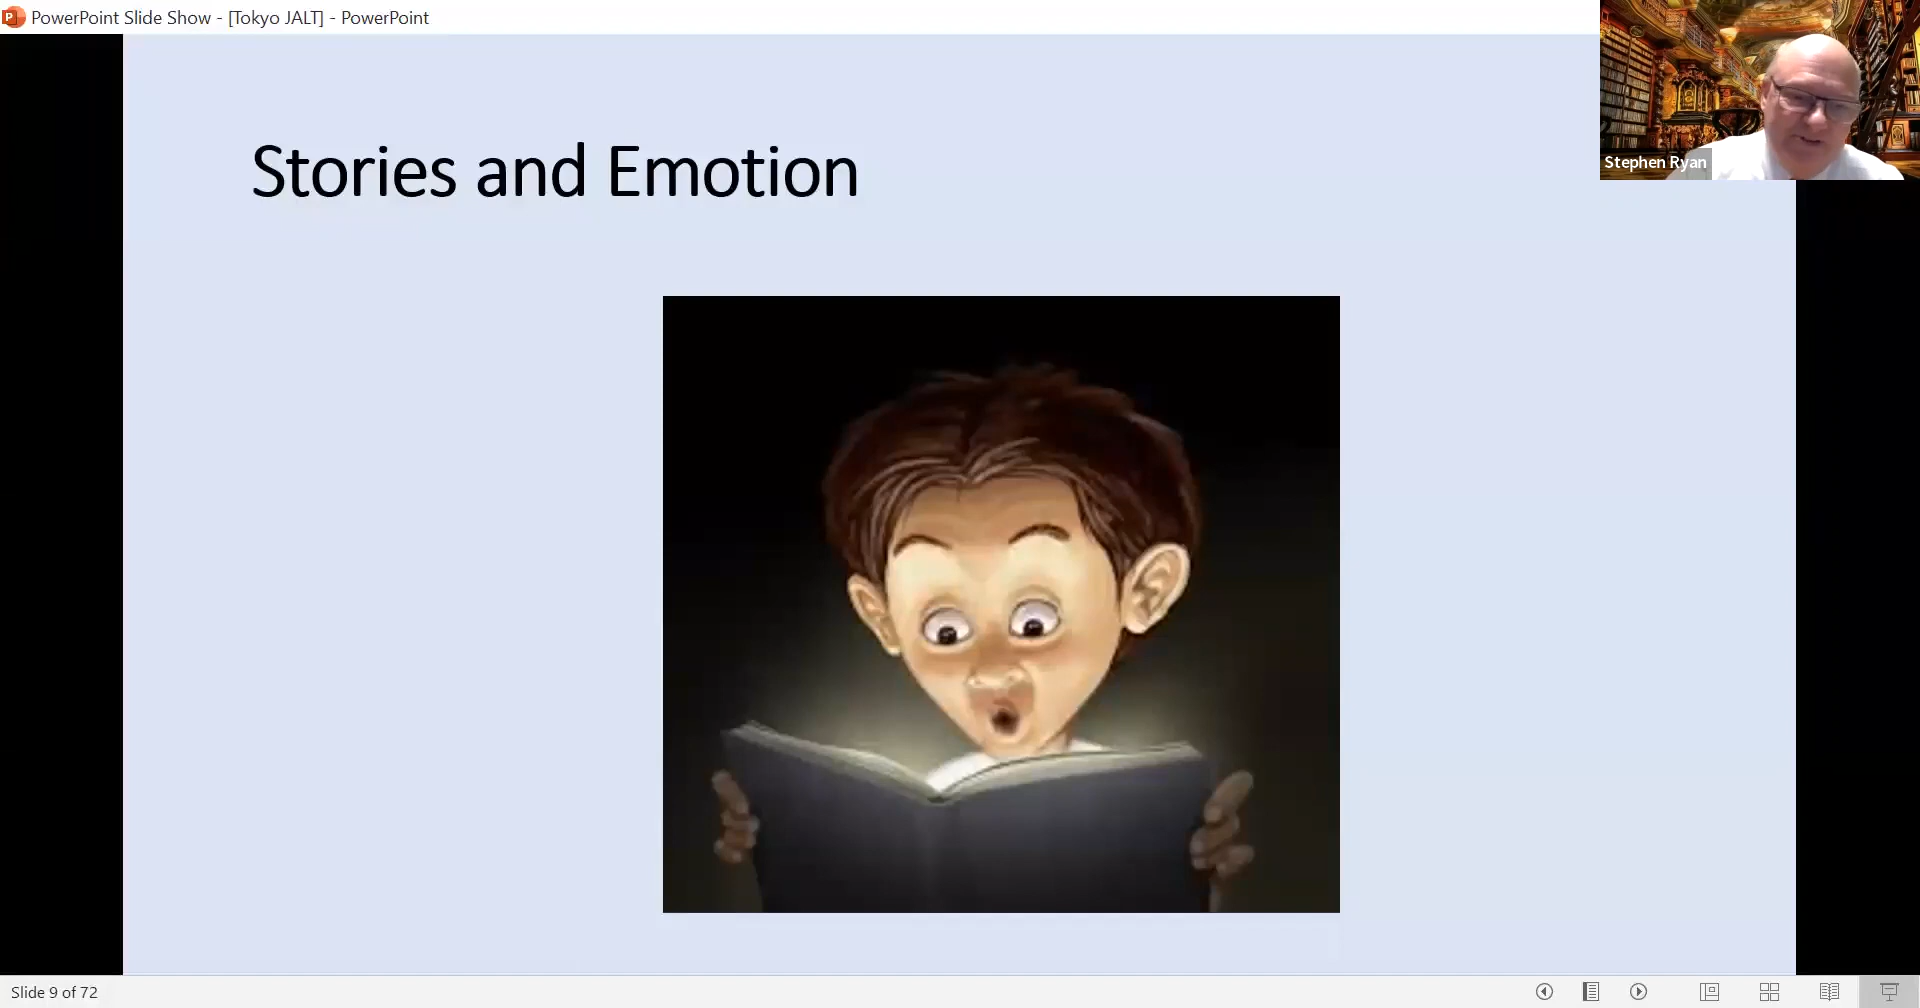 PowerPoint Slide Show - [Tokyo JALT] - PowerPoint
Stephen Ryan
Stories and Emotion
Slide 9 of 72